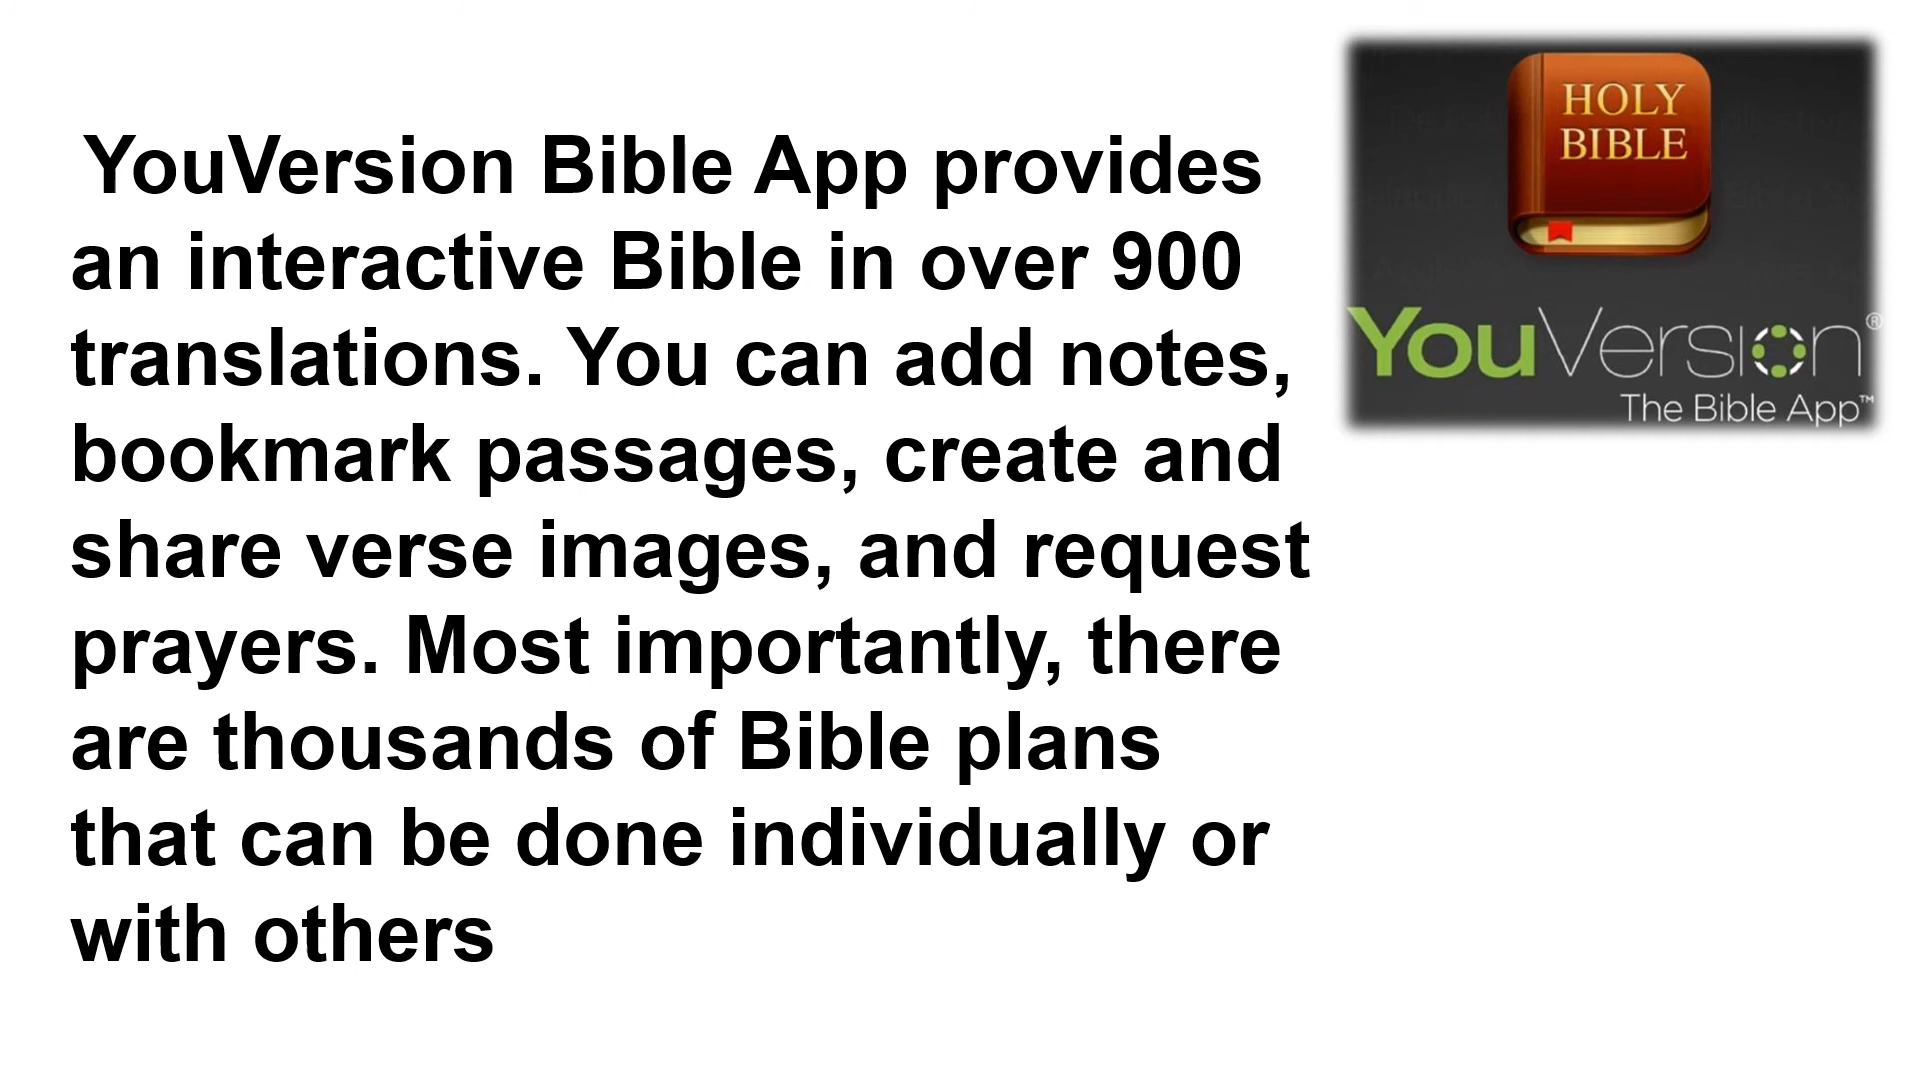 YouVersion Bible App provides
an interactive Bible in over 900
translations. You can add notes,
bookmark passages, create and
share verse images, and request
prayers. Most importantly, there
are thousands of Bible plans
that can be done individually or
with others
HOLY
BIBLE
YouVersion®
The Bible App™